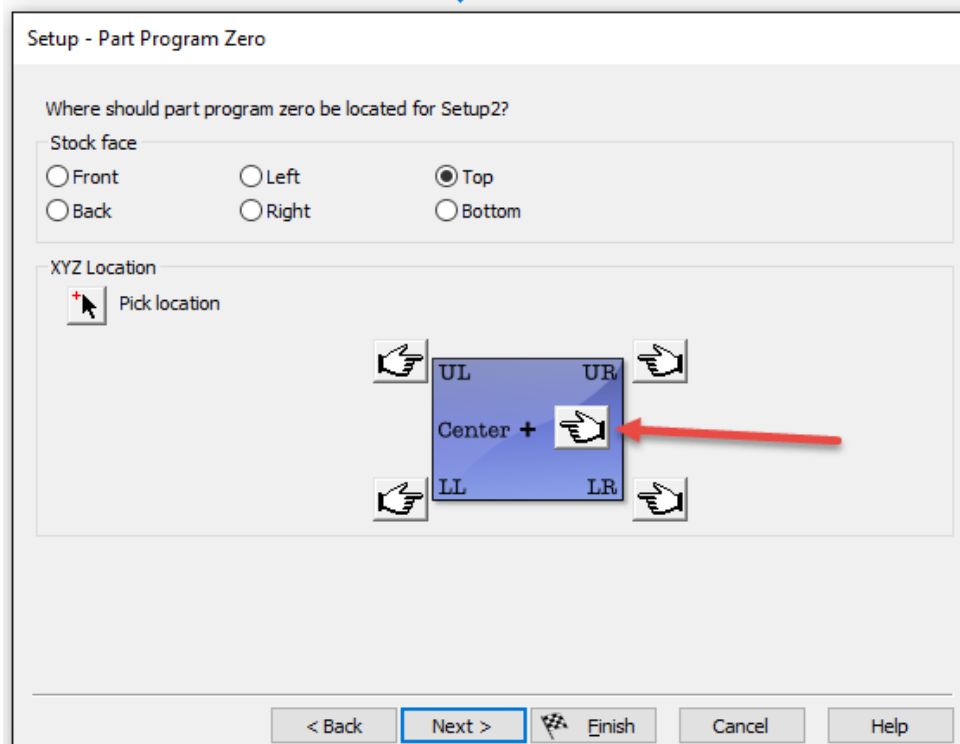 Setup - Part Program Zero
Where should part program zero be located for Setup2?
Stock face
Front Left Top
Back Right Bottom
XYZ Location
Pick location
UL UR
Center +
LL LR
< Back Next > Finish Cancel Help